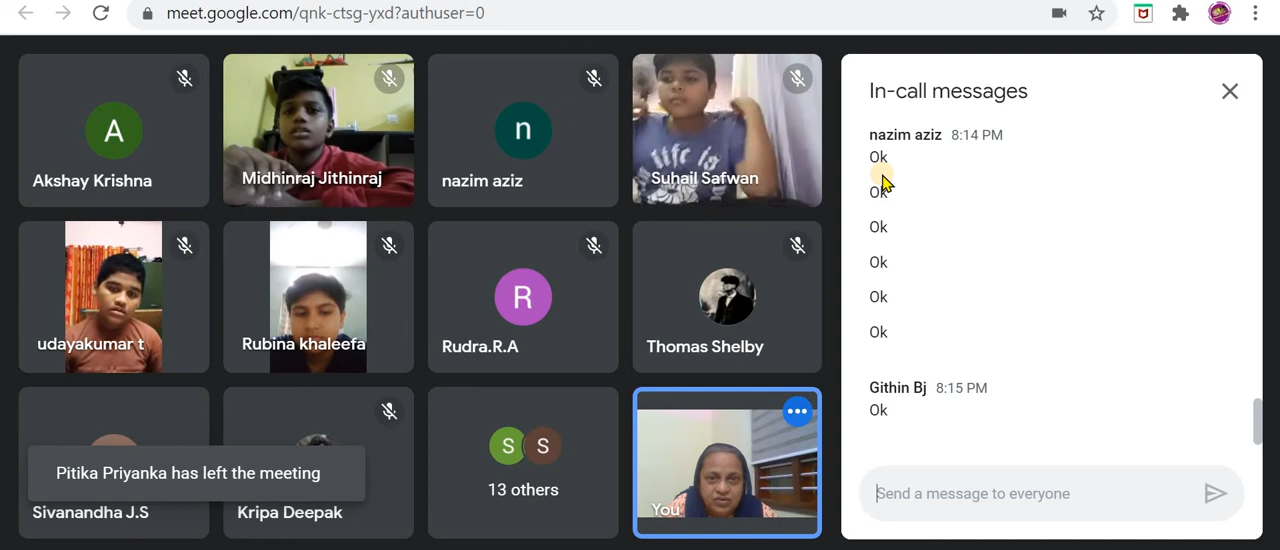 meet.google.com/qnk-ctsg-yxd?authuser=0
A
Akshay Krishna
Midhinraj Jithinraj
n
nazim aziz
life is
Suhail Safwan
udayakumar t
Rubina khaleefa
R
Rudra.R.A
Thomas Shelby
Pitika Priyanka has left the meeting
Sivanandha J.S
Kripa Deepak
S S
13 others
You
In-call messages
nazim aziz 8:14 PM
Ok
Ok
Ok
Ok
Ok
Ok
Githin Bj 8:15 PM
Ok
Send a message to everyone